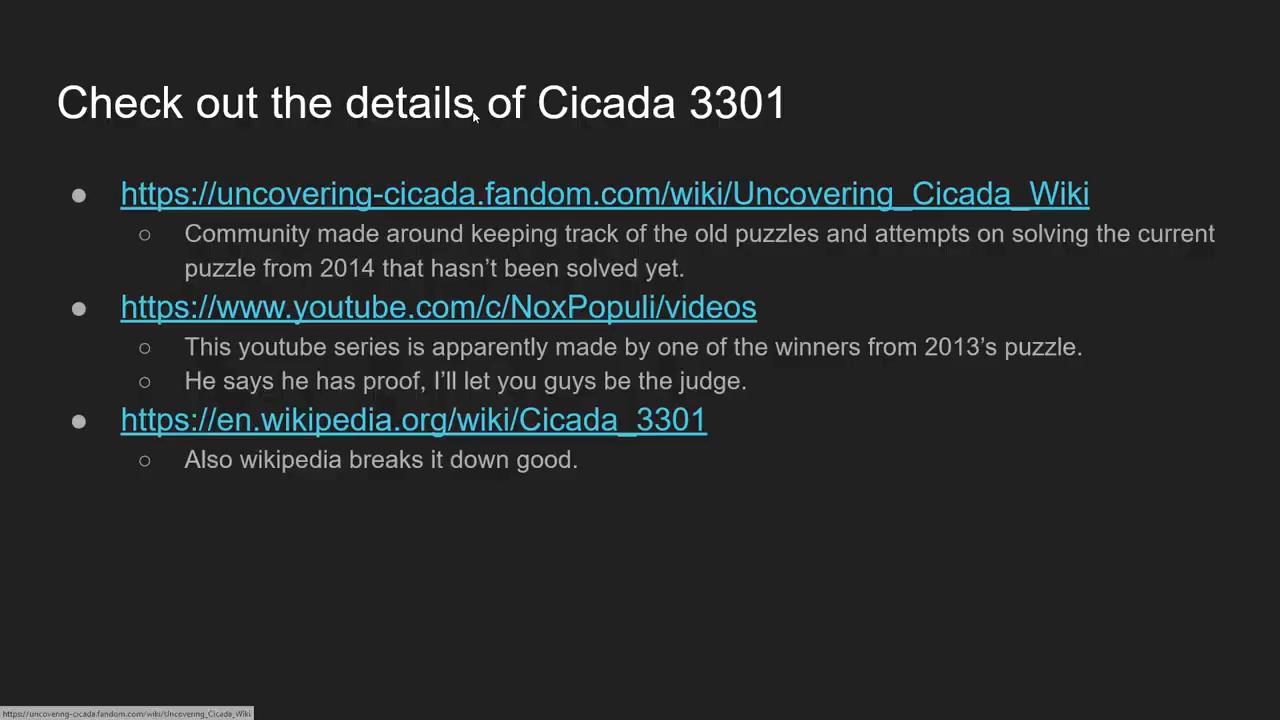 Check out the details of Cicada 3301
● https://uncovering-cicada.fandom.com/wiki/Uncovering_Cicada_Wiki
○ Community made around keeping track of the old puzzles and attempts on solving the current
puzzle from 2014 that hasn’t been solved yet.
● https://www.youtube.com/c/NoxPopuli/videos
○ This youtube series is apparently made by one of the winners from 2013’s puzzle.
○ He says he has proof, I’ll let you guys be the judge.
● https://en.wikipedia.org/wiki/Cicada_3301
○ Also wikipedia breaks it down good.
https://uncovering-cicada.fandom.com/wiki/Uncovering_Cicada_Wiki